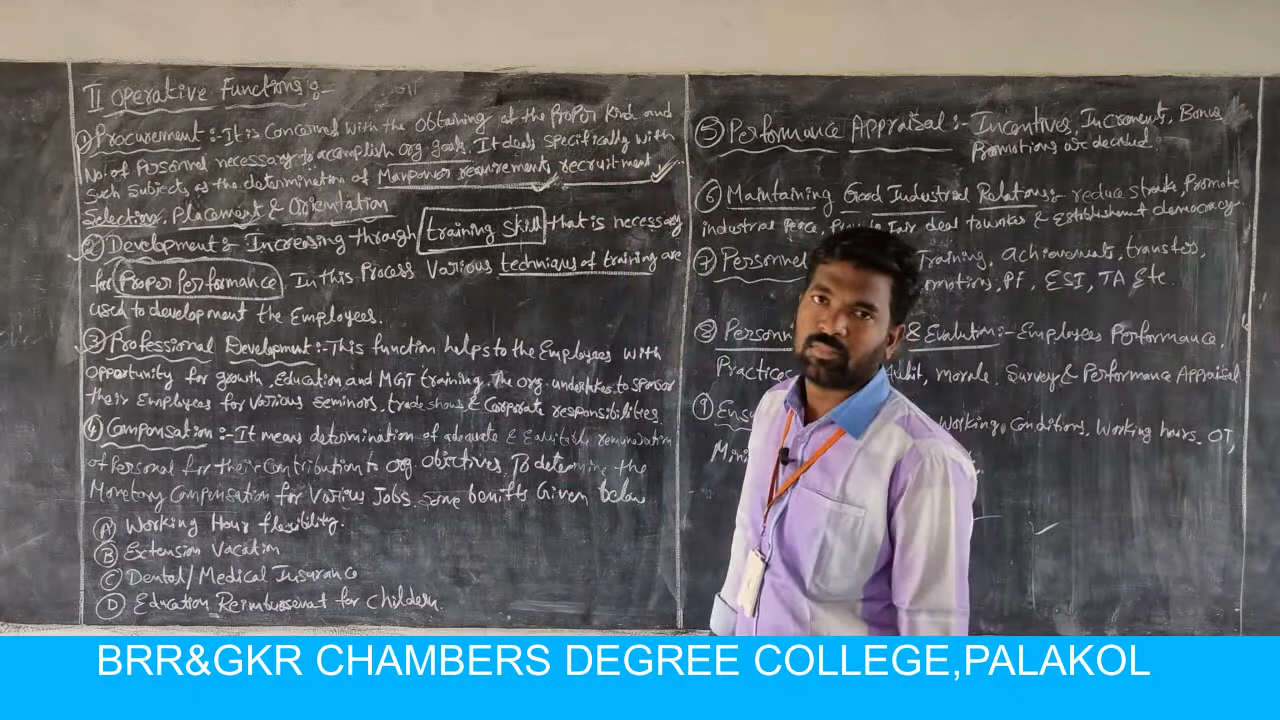 II Operative Functions :-
① Procurement :- It is Concerned with the Obtaining of the Proper Kind and
No. of Personnel necessary to accomplish org goals. It deals specifically with
Such Subjects as the determination of Manpower requirements, recruitment
Selection, Placement & Orientation
② Development :- Increasing through training skill that is necessary
for Proper Performance. In this Process Various techniques of training are
used to development the Employees.
③ Professional Development :- This function helps to the Employees with
Opportunity for growth, Education and MGT training. The org. undertakes to sponsor
their Employees for Various Seminors, trade shows & Corporate responsibilities.
④ Compensation :- It means determination of adequate & Equitable remuneration
of Personal for their Contribution to org. objectives. To determine the
Monetary Compensation for Various Jobs. Some benifts Given below
Ⓐ Working Hour flexibility.
Ⓑ Extension Vacation
Ⓒ Dental/Medical Insurance
Ⓓ Education Reimbursement for childern.
⑤ Performance Appraisal :- Incentives, Increments, Bonus
Promotions are decided.
⑥ Maintaining Good Industrial Relations :- reduce Strike, Promote
industrial Peace, Provide Fair deal & Establishment democracy.
⑦ Personnel Training, achievements, transfer,
motions, PF, ESI, TA Etc.
⑧ Personn & Evalution :- Employees Performance,
Practices Audit, morale, Survey & Performance Appraisal
⑨ Ensu Working, conditions, Working hours, OT,
Mini
BRR&GKR CHAMBERS DEGREE COLLEGE,PALAKOL